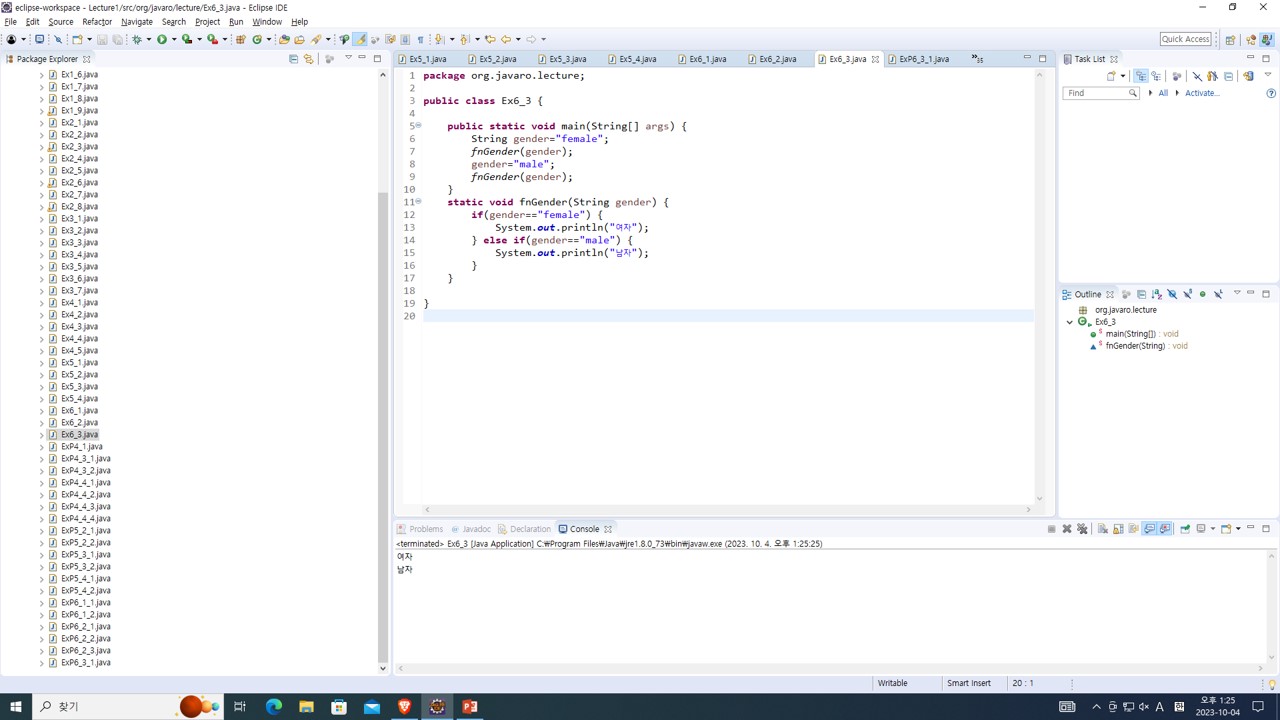 eclipse-workspace - Lecture1/src/org/javaro/lecture/Ex6_3.java - Eclipse IDE
File Edit Source Refactor Navigate Search Project Run Window Help
Quick Access
Package Explorer
Ex1_6.java
Ex1_7.java
Ex1_8.java
Ex1_9.java
Ex2_1.java
Ex2_2.java
Ex2_3.java
Ex2_4.java
Ex2_5.java
Ex2_6.java
Ex2_7.java
Ex2_8.java
Ex3_1.java
Ex3_2.java
Ex3_3.java
Ex3_4.java
Ex3_5.java
Ex3_6.java
Ex3_7.java
Ex4_1.java
Ex4_2.java
Ex4_3.java
Ex4_4.java
Ex4_5.java
Ex5_1.java
Ex5_2.java
Ex5_3.java
Ex5_4.java
Ex6_1.java
Ex6_2.java
Ex6_3.java
ExP4_1.java
ExP4_3_1.java
ExP4_3_2.java
ExP4_4_1.java
ExP4_4_2.java
ExP4_4_3.java
ExP4_4_4.java
ExP5_2_1.java
ExP5_2_2.java
ExP5_3_1.java
ExP5_3_2.java
ExP5_4_1.java
ExP5_4_2.java
ExP6_1_1.java
ExP6_1_2.java
ExP6_2_1.java
ExP6_2_2.java
ExP6_2_3.java
ExP6_3_1.java
Ex5_1.java Ex5_2.java Ex5_3.java Ex5_4.java Ex6_1.java Ex6_2.java Ex6_3.java ExP6_3_1.java
1 package org.javaro.lecture;
2
3 public class Ex6_3 {
4
5 public static void main(String[] args) {
6 String gender="female";
7 fnGender(gender);
8 gender="male";
9 fnGender(gender);
10 }
11 static void fnGender(String gender) {
12 if(gender=="female") {
13 System.out.println("여자");
14 } else if(gender=="male") {
15 System.out.println("남자");
16 }
17 }
18
19 }
20
Task List
Find All Activate...
Outline
org.javaro.lecture
Ex6_3
main(String[]) : void
fnGender(String) : void
Problems Javadoc Declaration Console
<terminated> Ex6_3 [Java Application] C:₩Program Files₩Java₩jre1.8.0_73₩bin₩javaw.exe (2023. 10. 4. 오후 1:25:25)
여자
남자
Writable Smart Insert 20 : 1
찾기
A
오후 1:25
2023-10-04